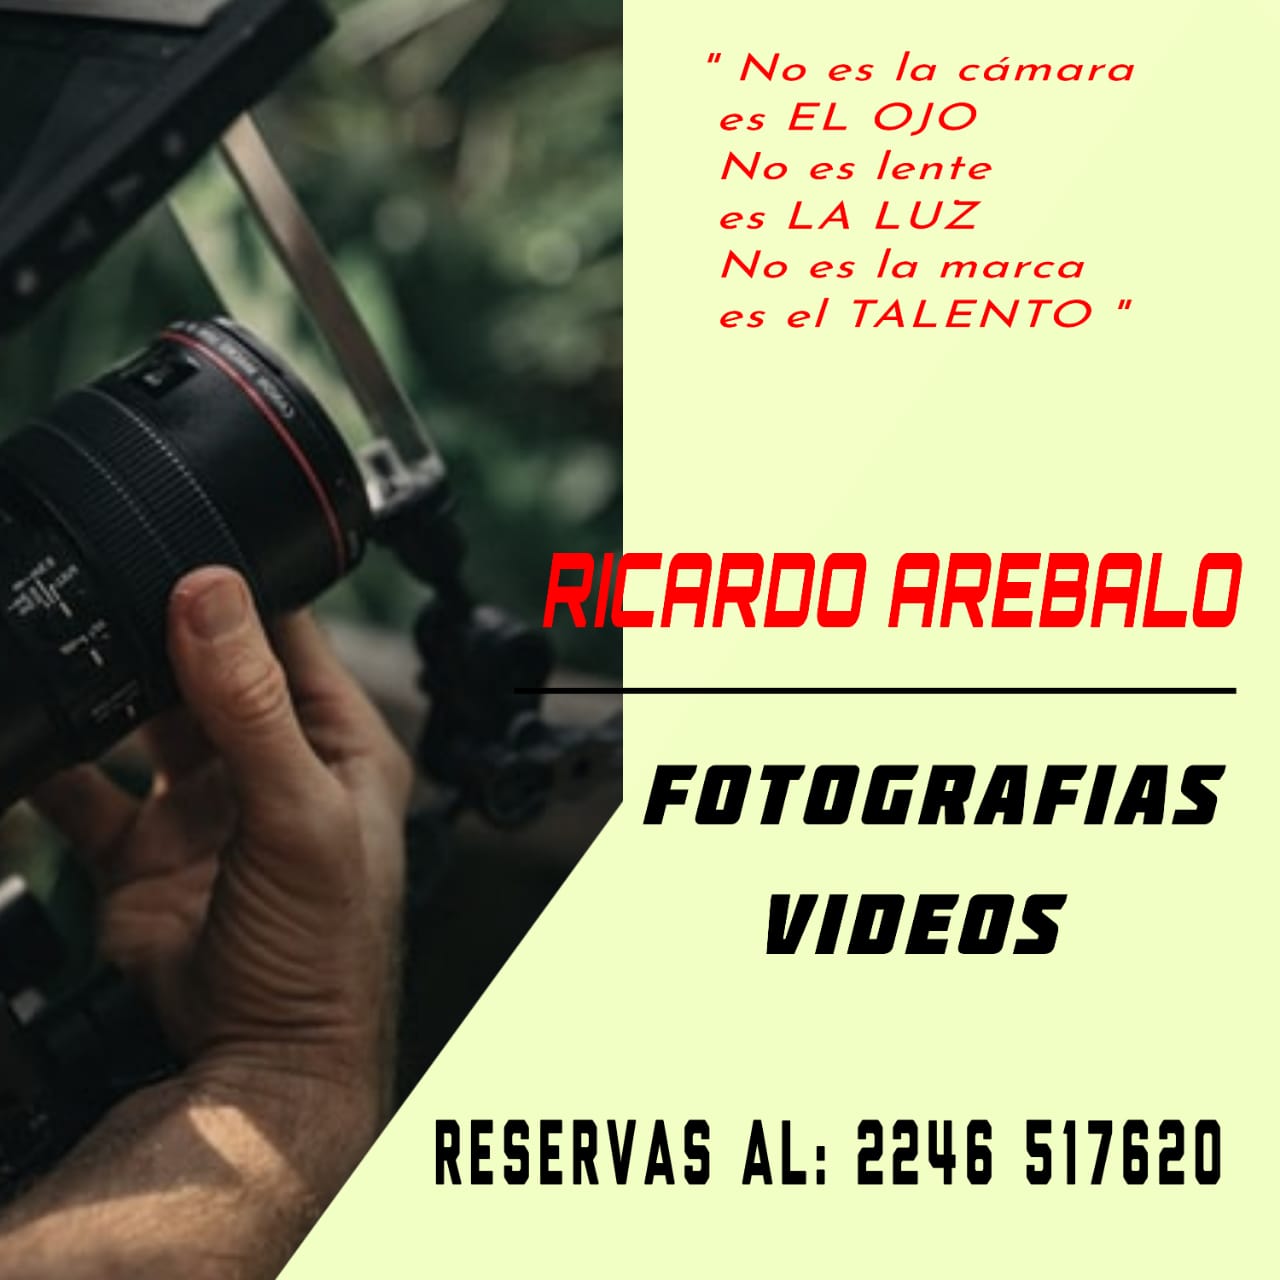 " No es la cámara
es EL OJO
No es lente
es LA LUZ
No es la marca
es el TALENTO "
RICARDO AREBALO
FOTOGRAFIAS
VIDEOS
RESERVAS AL: 2246 517620